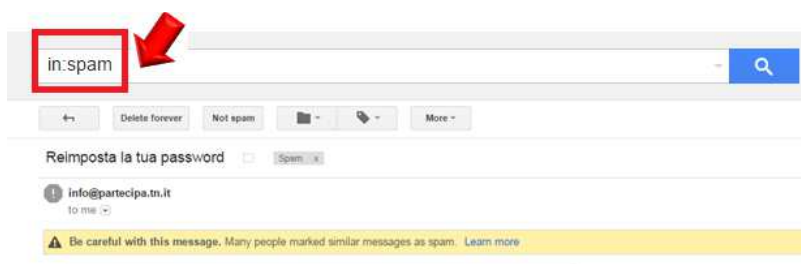 in:spam
Delete forever Not spam More
Reimposta la tua password Spam x
info@partecipa.tn.it
to me
Be careful with this message. Many people marked similar messages as spam. Learn more